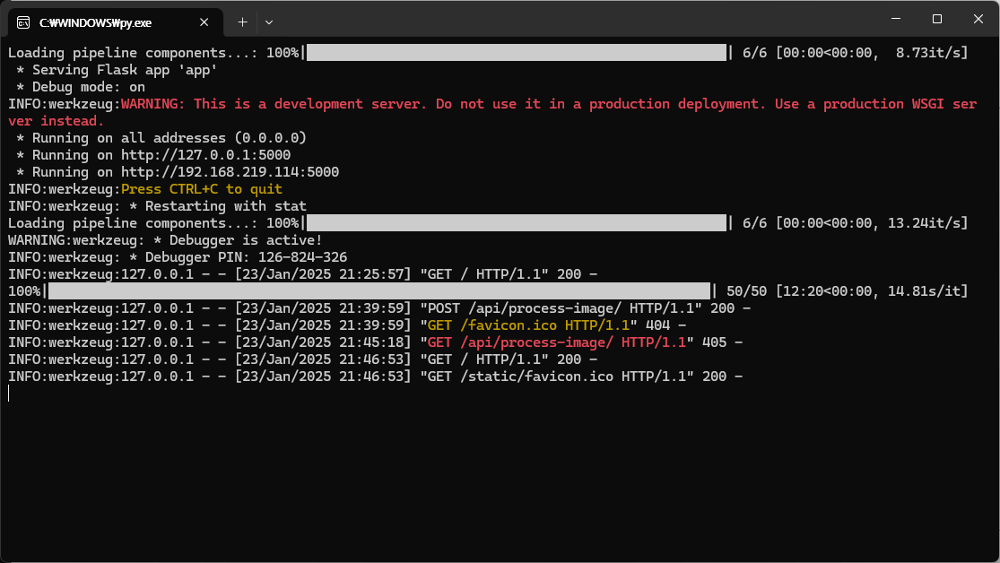 C:₩WINDOWS₩py.exe
Loading pipeline components...: 100%| | 6/6 [00:00<00:00,  8.73it/s]
 * Serving Flask app 'app'
 * Debug mode: on
INFO:werkzeug:WARNING: This is a development server. Do not use it in a production deployment. Use a production WSGI ser
ver instead.
 * Running on all addresses (0.0.0.0)
 * Running on http://127.0.0.1:5000
 * Running on http://192.168.219.114:5000
INFO:werkzeug:Press CTRL+C to quit
INFO:werkzeug: * Restarting with stat
Loading pipeline components...: 100%| | 6/6 [00:00<00:00, 13.24it/s]
WARNING:werkzeug: * Debugger is active!
INFO:werkzeug: * Debugger PIN: 126-824-326
INFO:werkzeug:127.0.0.1 - - [23/Jan/2025 21:25:57] "GET / HTTP/1.1" 200 -
100%| | 50/50 [12:20<00:00, 14.81s/it]
INFO:werkzeug:127.0.0.1 - - [23/Jan/2025 21:39:59] "POST /api/process-image/ HTTP/1.1" 200 -
INFO:werkzeug:127.0.0.1 - - [23/Jan/2025 21:39:59] "GET /favicon.ico HTTP/1.1" 404 -
INFO:werkzeug:127.0.0.1 - - [23/Jan/2025 21:45:18] "GET /api/process-image/ HTTP/1.1" 405 -
INFO:werkzeug:127.0.0.1 - - [23/Jan/2025 21:46:53] "GET / HTTP/1.1" 200 -
INFO:werkzeug:127.0.0.1 - - [23/Jan/2025 21:46:53] "GET /static/favicon.ico HTTP/1.1" 200 -